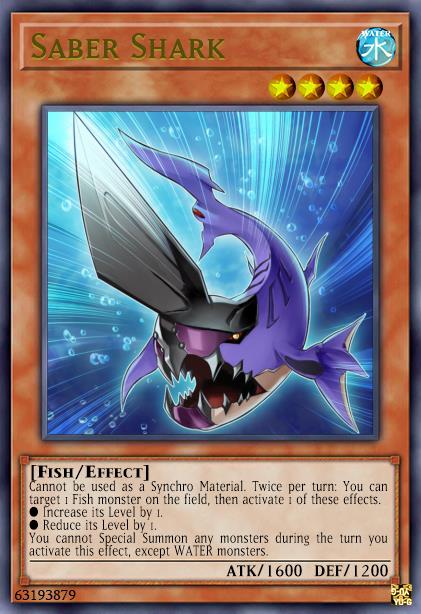 SABER SHARK
WATER
水
[FISH/EFFECT]
Cannot be used as a Synchro Material. Twice per turn: You can
target 1 Fish monster on the field, then activate 1 of these effects.
● Increase its Level by 1.
● Reduce its Level by 1.
You cannot Special Summon any monsters during the turn you
activate this effect, except WATER monsters.
ATK/1600 DEF/1200
63193879